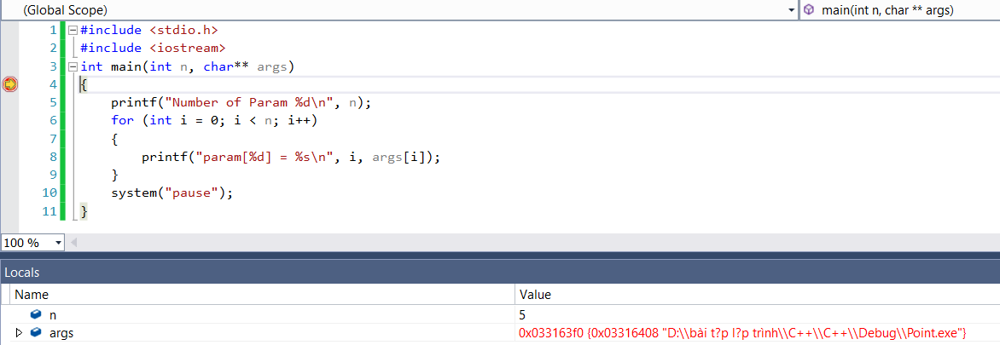 (Global Scope) main(int n, char ** args)
1 #include <stdio.h>
2 #include <iostream>
3 int main(int n, char** args)
4 {
5 printf("Number of Param %d\n", n);
6 for (int i = 0; i < n; i++)
7 {
8 printf("param[%d] = %s\n", i, args[i]);
9 }
10 system("pause");
11 }
100 %
Locals
Name Value
n 5
args 0x033163f0 {0x03316408 "D:\\bài t?p l?p trình\\C++\\C++\\Debug\\Point.exe"}